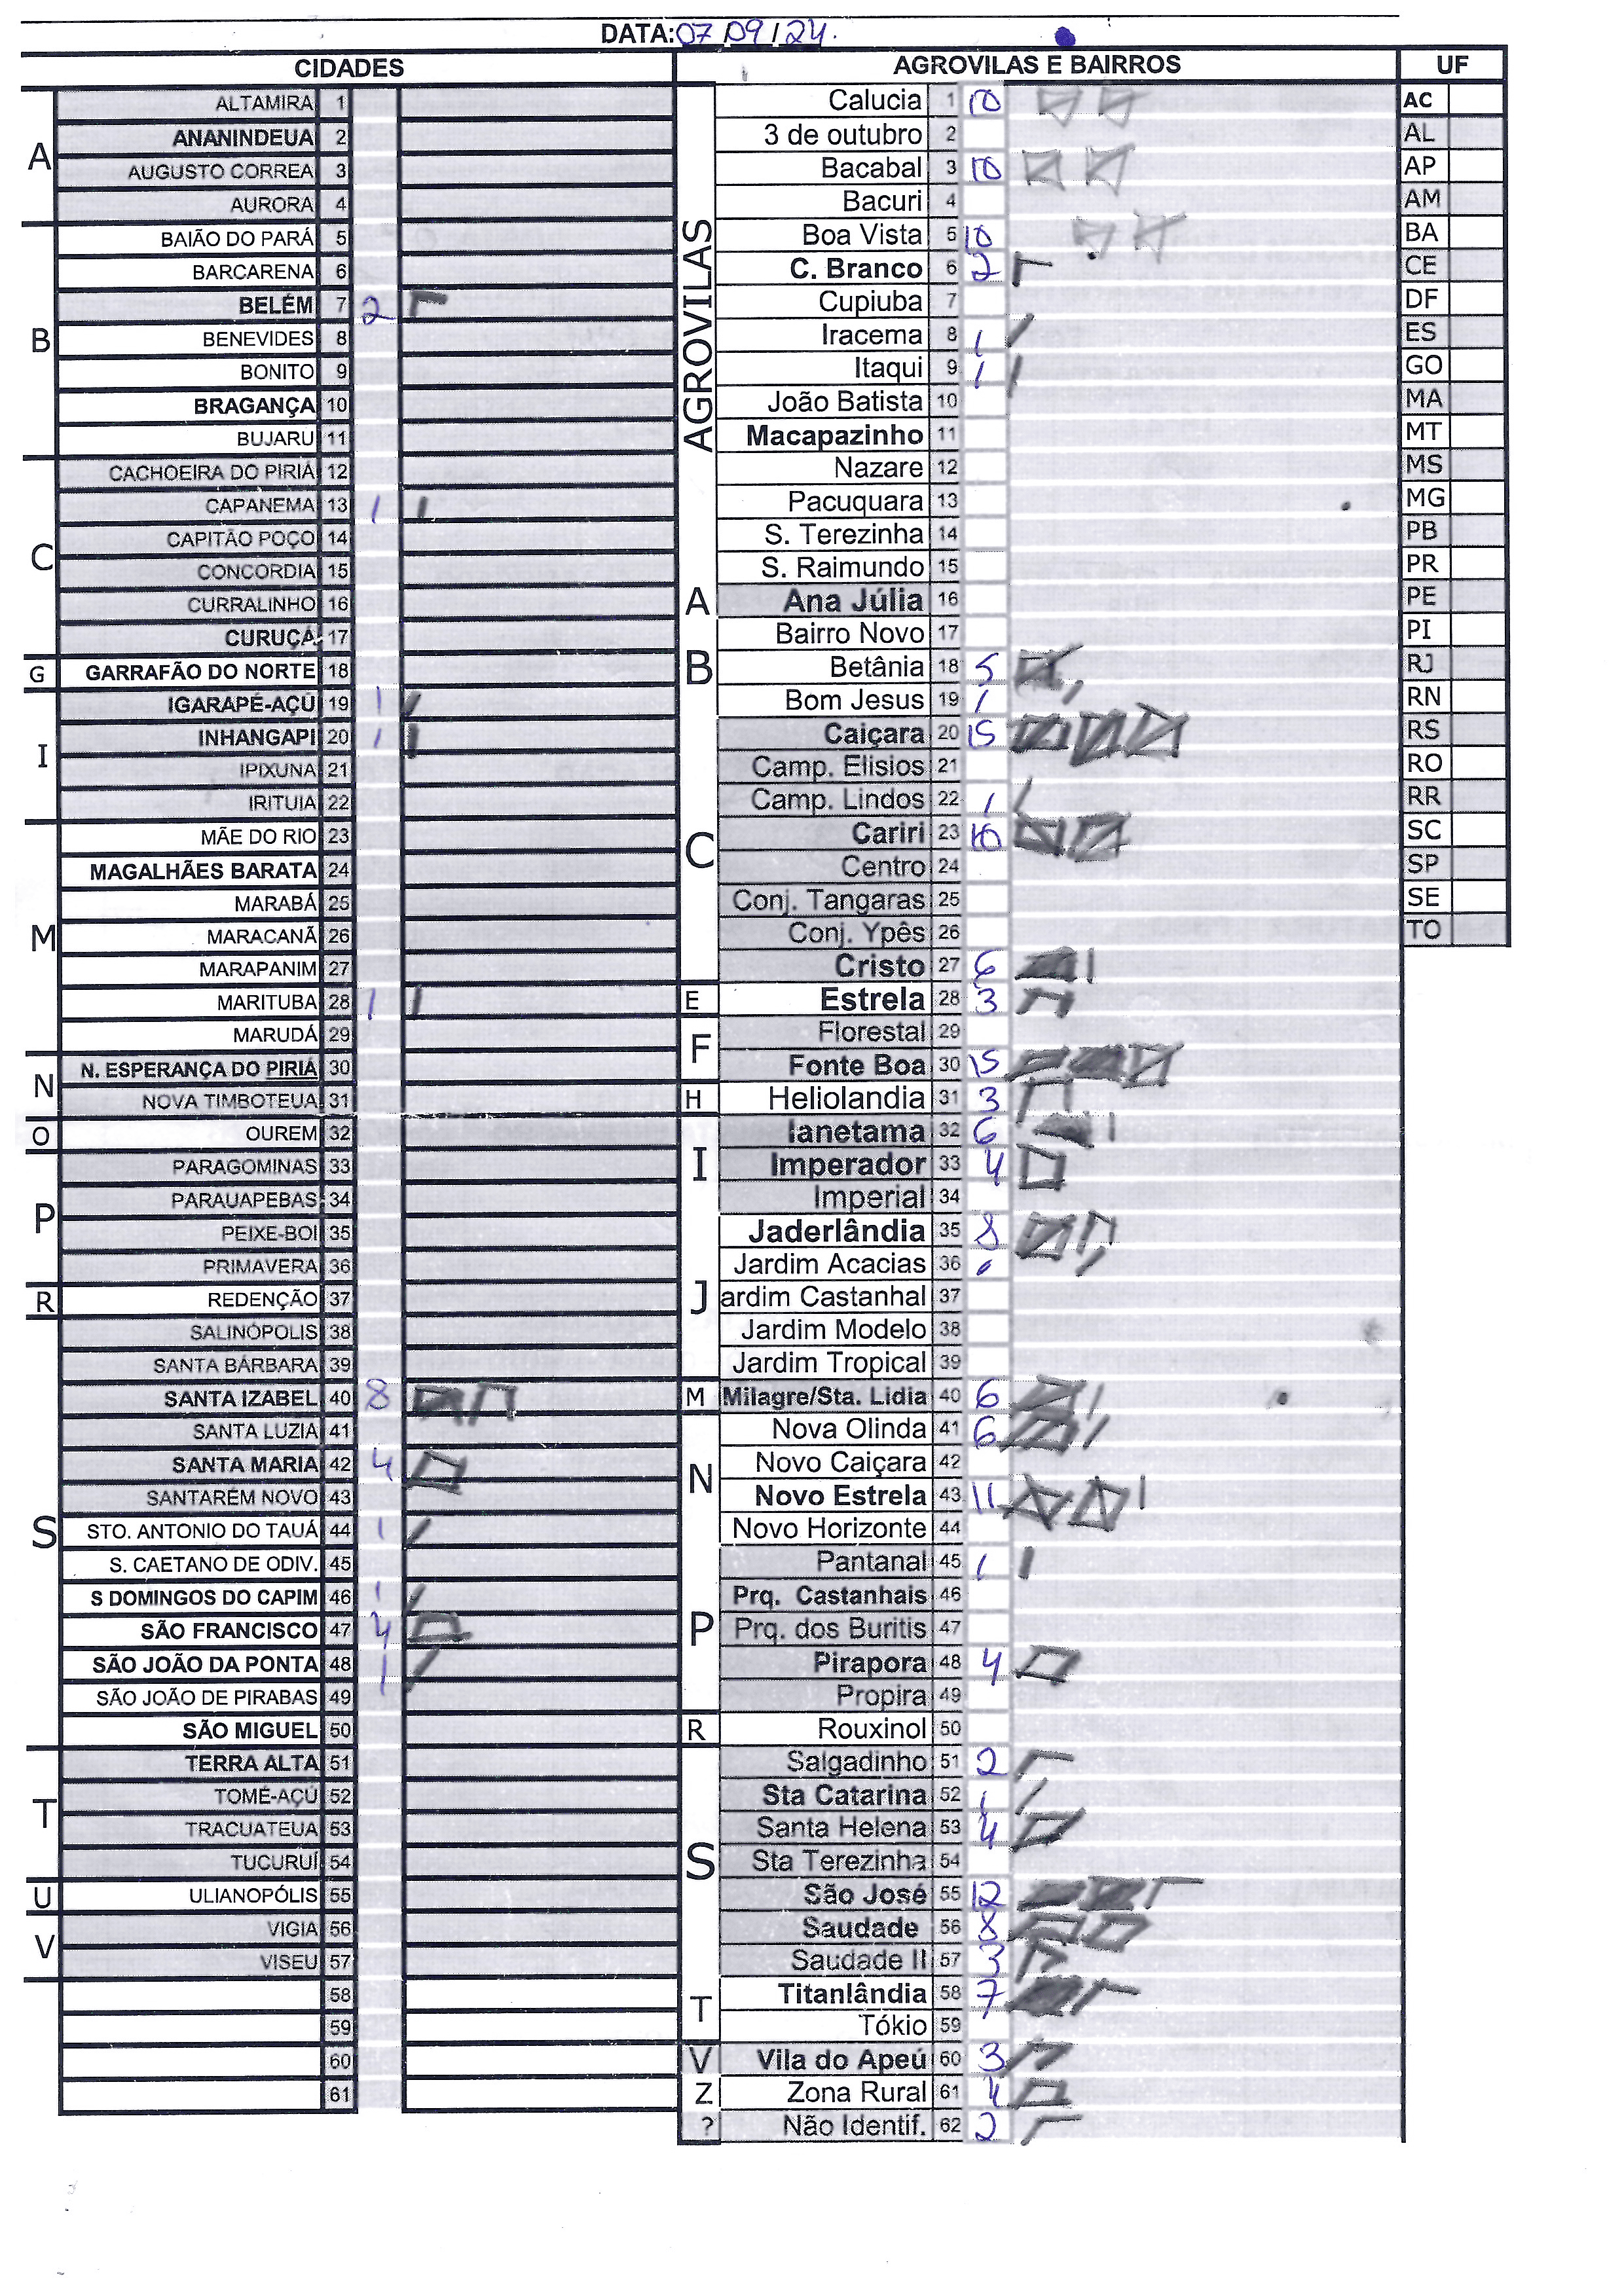 DATA: 07/09/24.
CIDADES
A
ALTAMIRA 1
ANANINDEUA 2
AUGUSTO CORREA 3
AURORA 4
B
BAIÃO DO PARÁ 5
BARCARENA 6
BELÉM 7 2
BENEVIDES 8
BONITO 9
BRAGANÇA 10
BUJARU 11
C
CACHOEIRA DO PIRIÁ 12
CAPANEMA 13 1
CAPITÃO POÇO 14
CONCORDIA 15
CURRALINHO 16
CURUÇÁ 17
G
GARRAFÃO DO NORTE 18
I
IGARAPÉ-AÇÚ 19 1
INHANGAPI 20 1
IPIXUNA 21
IRITUIA 22
M
MÃE DO RIO 23
MAGALHÃES BARATA 24
MARABÁ 25
MARACANÃ 26
MARAPANIM 27
MARITUBA 28 1
MARUDÁ 29
N
N. ESPERANÇA DO PIRIÁ 30
NOVA TIMBOTEUA 31
O
OUREM 32
P
PARAGOMINAS 33
PARAUAPEBAS 34
PEIXE-BOI 35
PRIMAVERA 36
R
REDENÇÃO 37
S
SALINÓPOLIS 38
SANTA BÁRBARA 39
SANTA IZABEL 40 8
SANTA LUZIA 41
SANTA MARIA 42 4
SANTARÉM NOVO 43
STO. ANTONIO DO TAUÁ 44 1
S. CAETANO DE ODIV. 45
S DOMINGOS DO CAPIM 46 1
SÃO FRANCISCO 47 4
SÃO JOÃO DA PONTA 48 1
SÃO JOÃO DE PIRABAS 49
SÃO MIGUEL 50
T
TERRA ALTA 51
TOMÉ-AÇÚ 52
TRACUATEUA 53
TUCURUÍ 54
U
ULIANOPÓLIS 55
V
VIGIA 56
VISEU 57
58
59
60
61
AGROVILAS E BAIRROS
AGROVILAS
Calucia 1 10
3 de outubro 2
Bacabal 3 10
Bacuri 4
Boa Vista 5 10
C. Branco 6 2
Cupiuba 7
Iracema 8 1
Itaqui 9 1
João Batista 10
Macapazinho 11
Nazare 12
Pacuquara 13
S. Terezinha 14
S. Raimundo 15
A
Ana Júlia 16
B
Bairro Novo 17
Betânia 18 5
Bom Jesus 19 1
C
Caiçara 20 15
Camp. Elisios 21
Camp. Lindos 22 1
Cariri 23 10
Centro 24
Conj. Tangaras 25
Conj. Ypês 26
Cristo 27 6
E
Estrela 28 3
F
Florestal 29
Fonte Boa 30 15
H
Heliolandia 31 3
I
Ianetama 32 6
Imperador 33 4
Imperial 34
J
Jaderlândia 35 8
Jardim Acacias 36
ardim Castanhal 37
Jardim Modelo 38
Jardim Tropical 39
M
Milagre/Sta. Lidia 40 6
N
Nova Olinda 41 6
Novo Caiçara 42
Novo Estrela 43 11
Novo Horizonte 44
P
Pantanal 45 1
Prq. Castanhais 46
Prq. dos Buritis 47
Pirapora 48 4
Propira 49
R
Rouxinol 50
S
Salgadinho 51 2
Sta Catarina 52 1
Santa Helena 53 4
Sta Terezinha 54
São José 55 12
Saudade 56 8
Saudade II 57 3
T
Titanlândia 58 7
Tókio 59
V
Vila do Apeú 60 3
Z
Zona Rural 61 4
?
Não Identif. 62 2
UF
AC
AL
AP
AM
BA
CE
DF
ES
GO
MA
MT
MS
MG
PB
PR
PE
PI
RJ
RN
RS
RO
RR
SC
SP
SE
TO